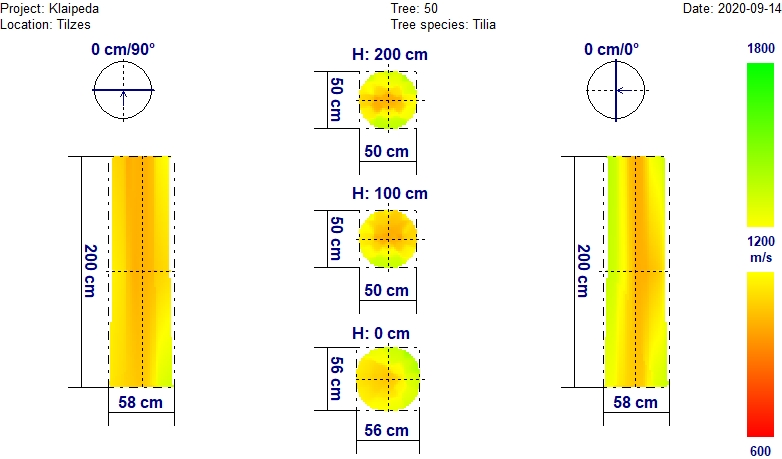 Project: Klaipeda
Tree: 50
Date: 2020-09-14
Location: Tilzes
Tree species: Tilia
0 cm/90°
H: 200 cm
0 cm/0°
1800
50 cm
50 cm
H: 100 cm
200 cm
50 cm
200 cm
1200
m/s
50 cm
H: 0 cm
56 cm
58 cm
58 cm
56 cm
600